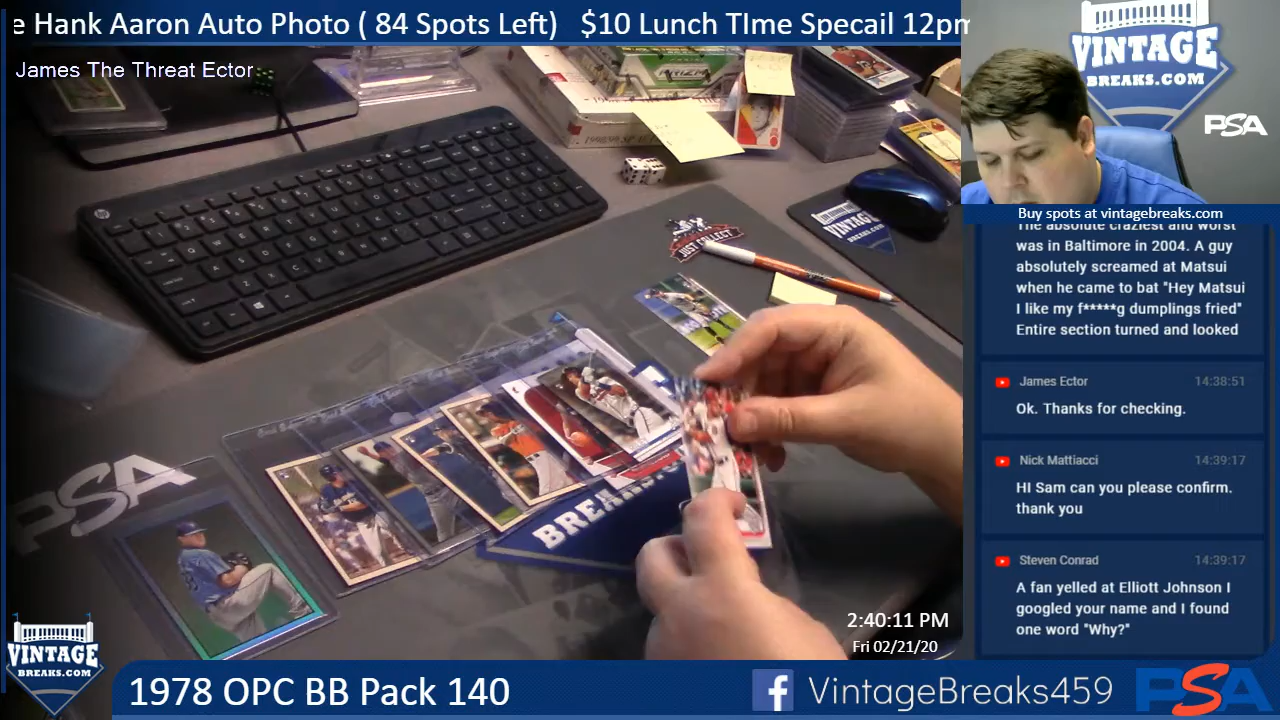 e Hank Aaron Auto Photo ( 84 Spots Left) $10 Lunch TIme Specail 12pm
James The Threat Ector
VINTAGE
BREAKS.COM
PSA
Buy spots at vintagebreaks.com
The absolute craziest and worst
was in Baltimore in 2004. A guy
absolutely screamed at Matsui
when he came to bat "Hey Matsui
I like my f*****g dumplings fried"
Entire section turned and looked
James Ector 14:38:51
Ok. Thanks for checking.
Nick Mattiacci 14:39:17
HI Sam can you please confirm.
thank you
Steven Conrad 14:39:17
A fan yelled at Elliott Johnson I
googled your name and I found
one word "Why?"
JUST COLLECT
VINTAGE
PSA
BREAKS
2:40:11 PM
Fri 02/21/20
VINTAGE
BREAKS.COM
1978 OPC BB Pack 140
f VintageBreaks459
PSA